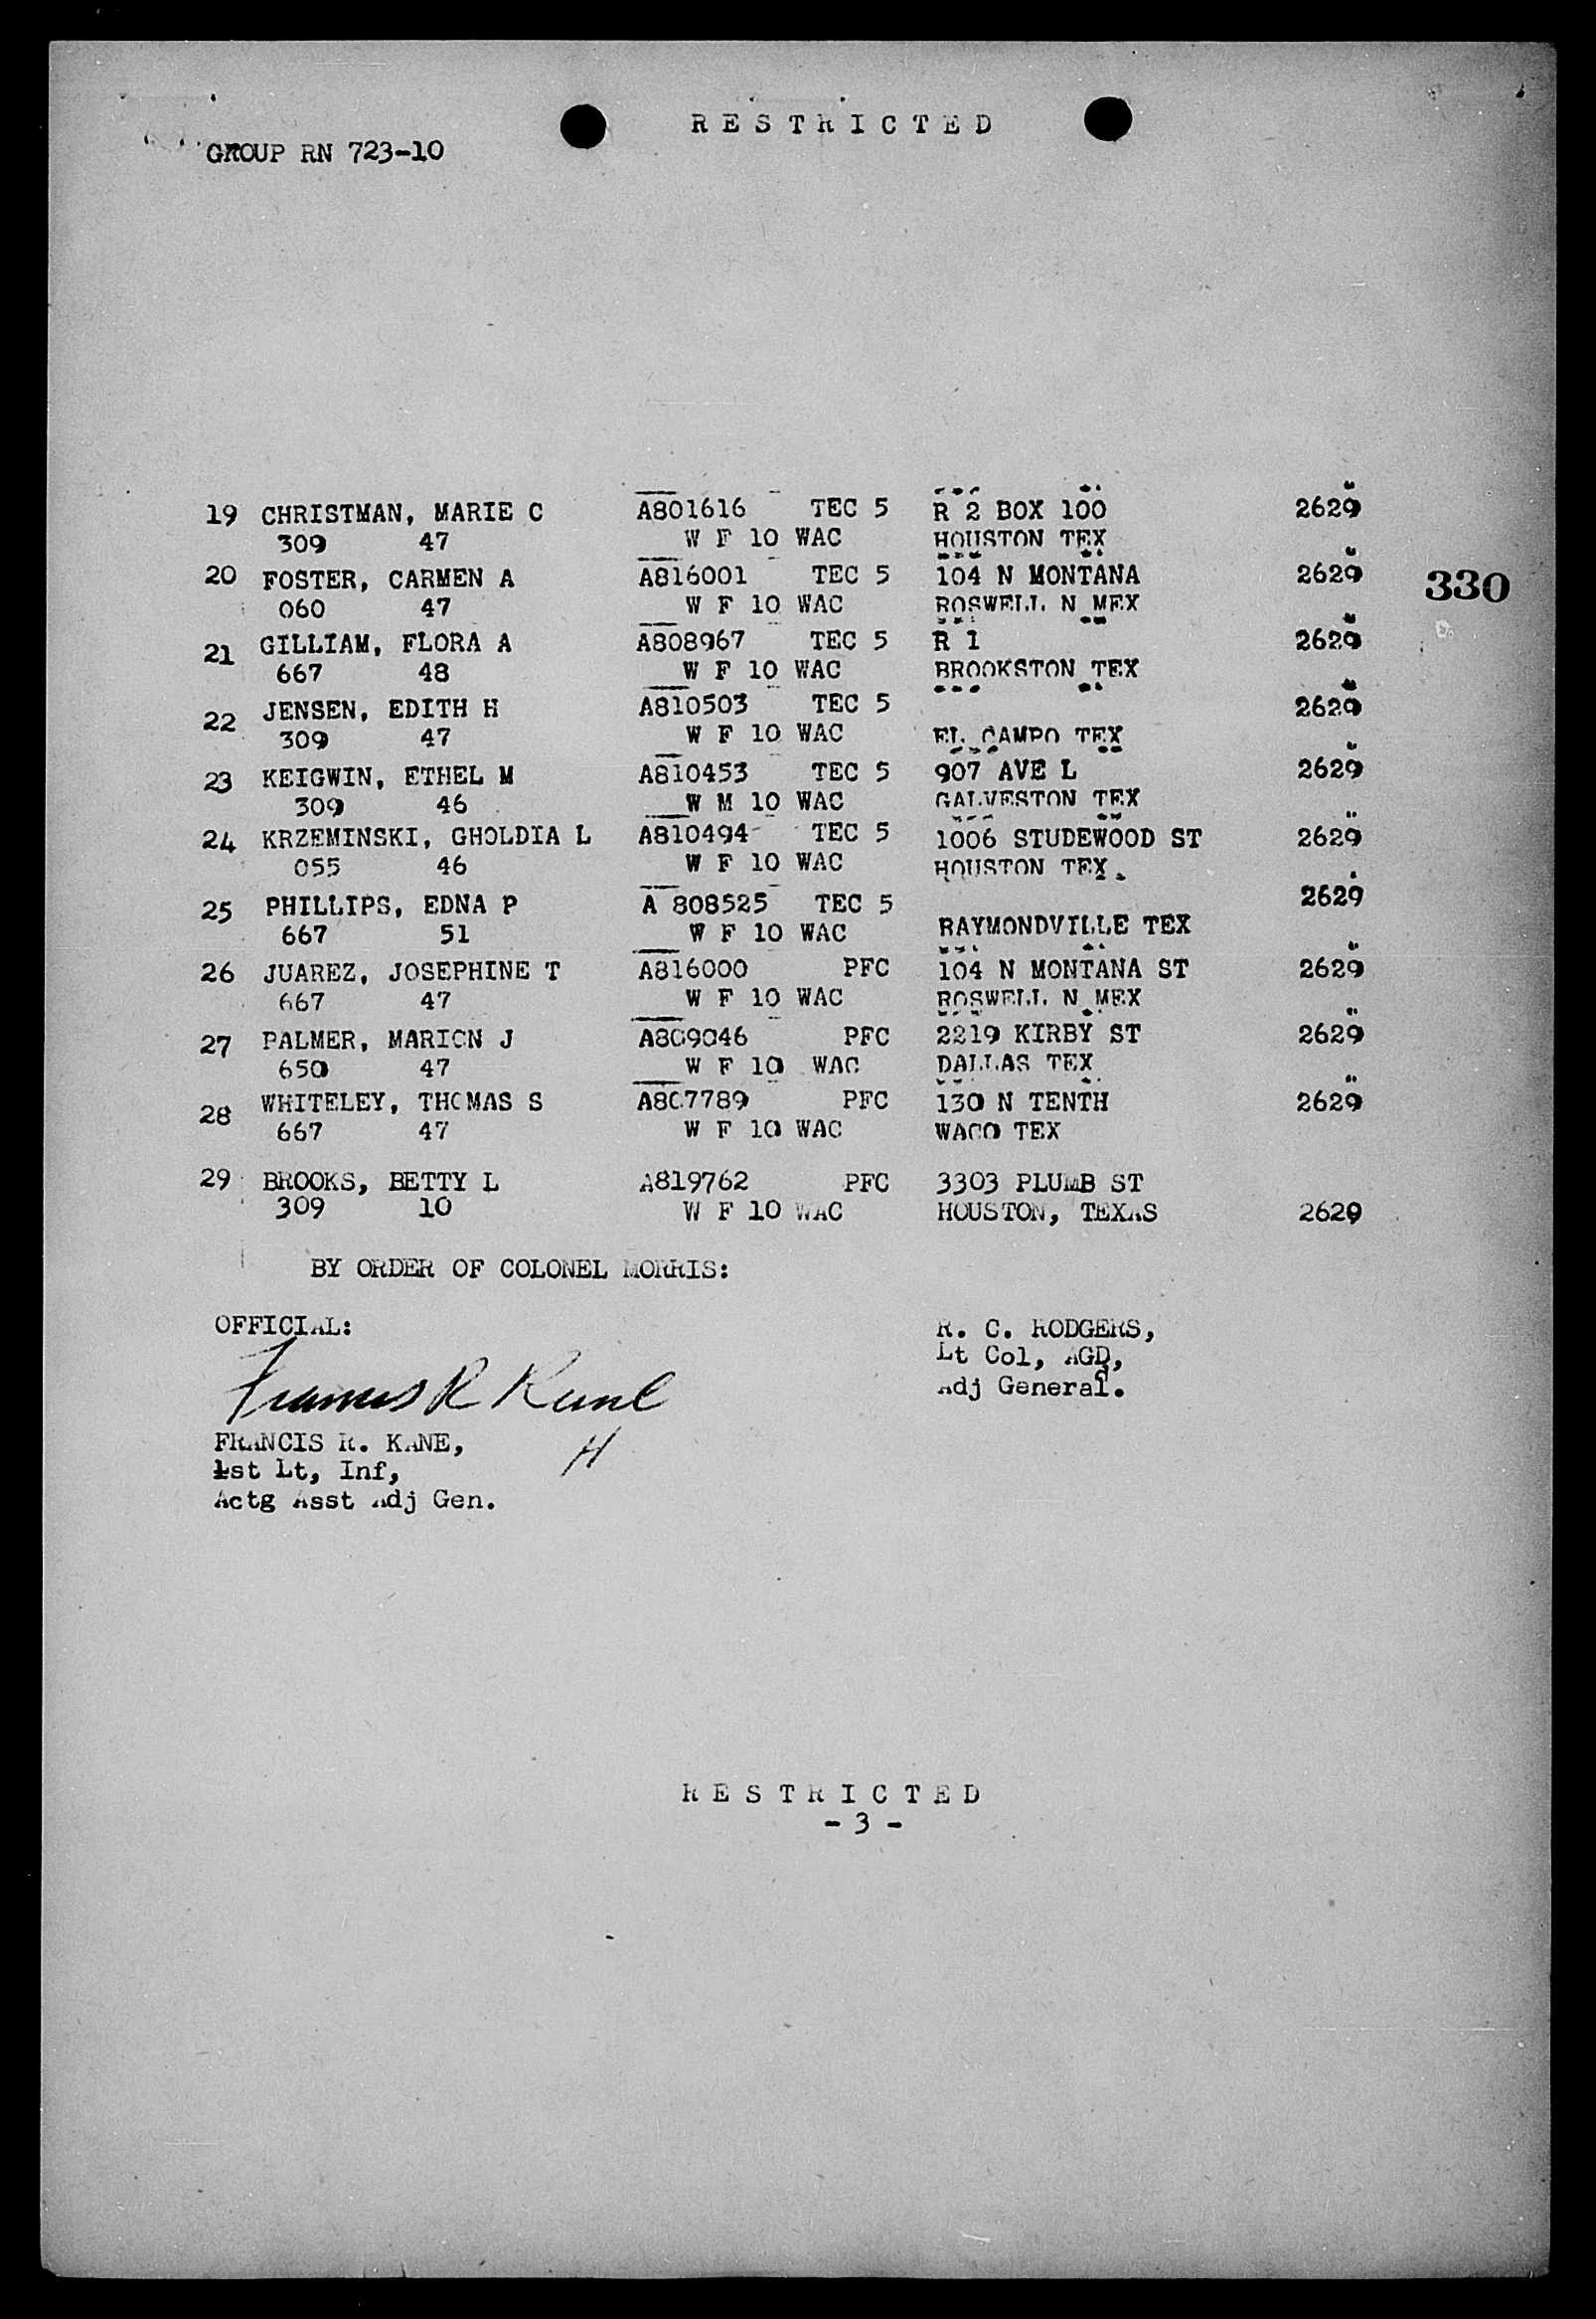 RESTRICTED
GROUP RN 723-10
19 CHRISTMAN, MARIE C A801616 TEC 5 R 2 BOX 100 2629
309 47 W F 10 WAC HOUSTON TEX
20 FOSTER, CARMEN A A816001 TEC 5 104 N MONTANA 2629
330
060 47 W F 10 WAC ROSWELL N MEX
21 GILLIAM, FLORA A A808967 TEC 5 R 1 2629
667 48 W F 10 WAC BROOKSTON TEX
22 JENSEN, EDITH H A810503 TEC 5 2629
309 47 W F 10 WAC EL CAMPO TEX
23 KEIGWIN, ETHEL M A810453 TEC 5 907 AVE L 2629
309 46 W M 10 WAC GALVESTON TEX
24 KRZEMINSKI, GHOLDIA L A810494 TEC 5 1006 STUDEWOOD ST 2629
055 46 W F 10 WAC HOUSTON TEX
25 PHILLIPS, EDNA P A 808525 TEC 5 2629
667 51 W F 10 WAC RAYMONDVILLE TEX
26 JUAREZ, JOSEPHINE T A816000 PFC 104 N MONTANA ST 2629
667 47 W F 10 WAC ROSWELL N MEX
27 PALMER, MARION J A809046 PFC 2219 KIRBY ST 2629
650 47 W F 10 WAC DALLAS TEX
28 WHITELEY, THOMAS S A807789 PFC 130 N TENTH 2629
667 47 W F 10 WAC WACO TEX
29 BROOKS, BETTY L A819762 PFC 3303 PLUMB ST
309 10 W F 10 WAC HOUSTON, TEXAS 2629
BY ORDER OF COLONEL MORRIS:
OFFICIAL:
R. C. RODGERS,
Lt Col, AGD,
Adj General.
Francis R Kane
FRANCIS R. KANE,
H
1st Lt, Inf,
Actg Asst Adj Gen.
RESTRICTED
- 3 -